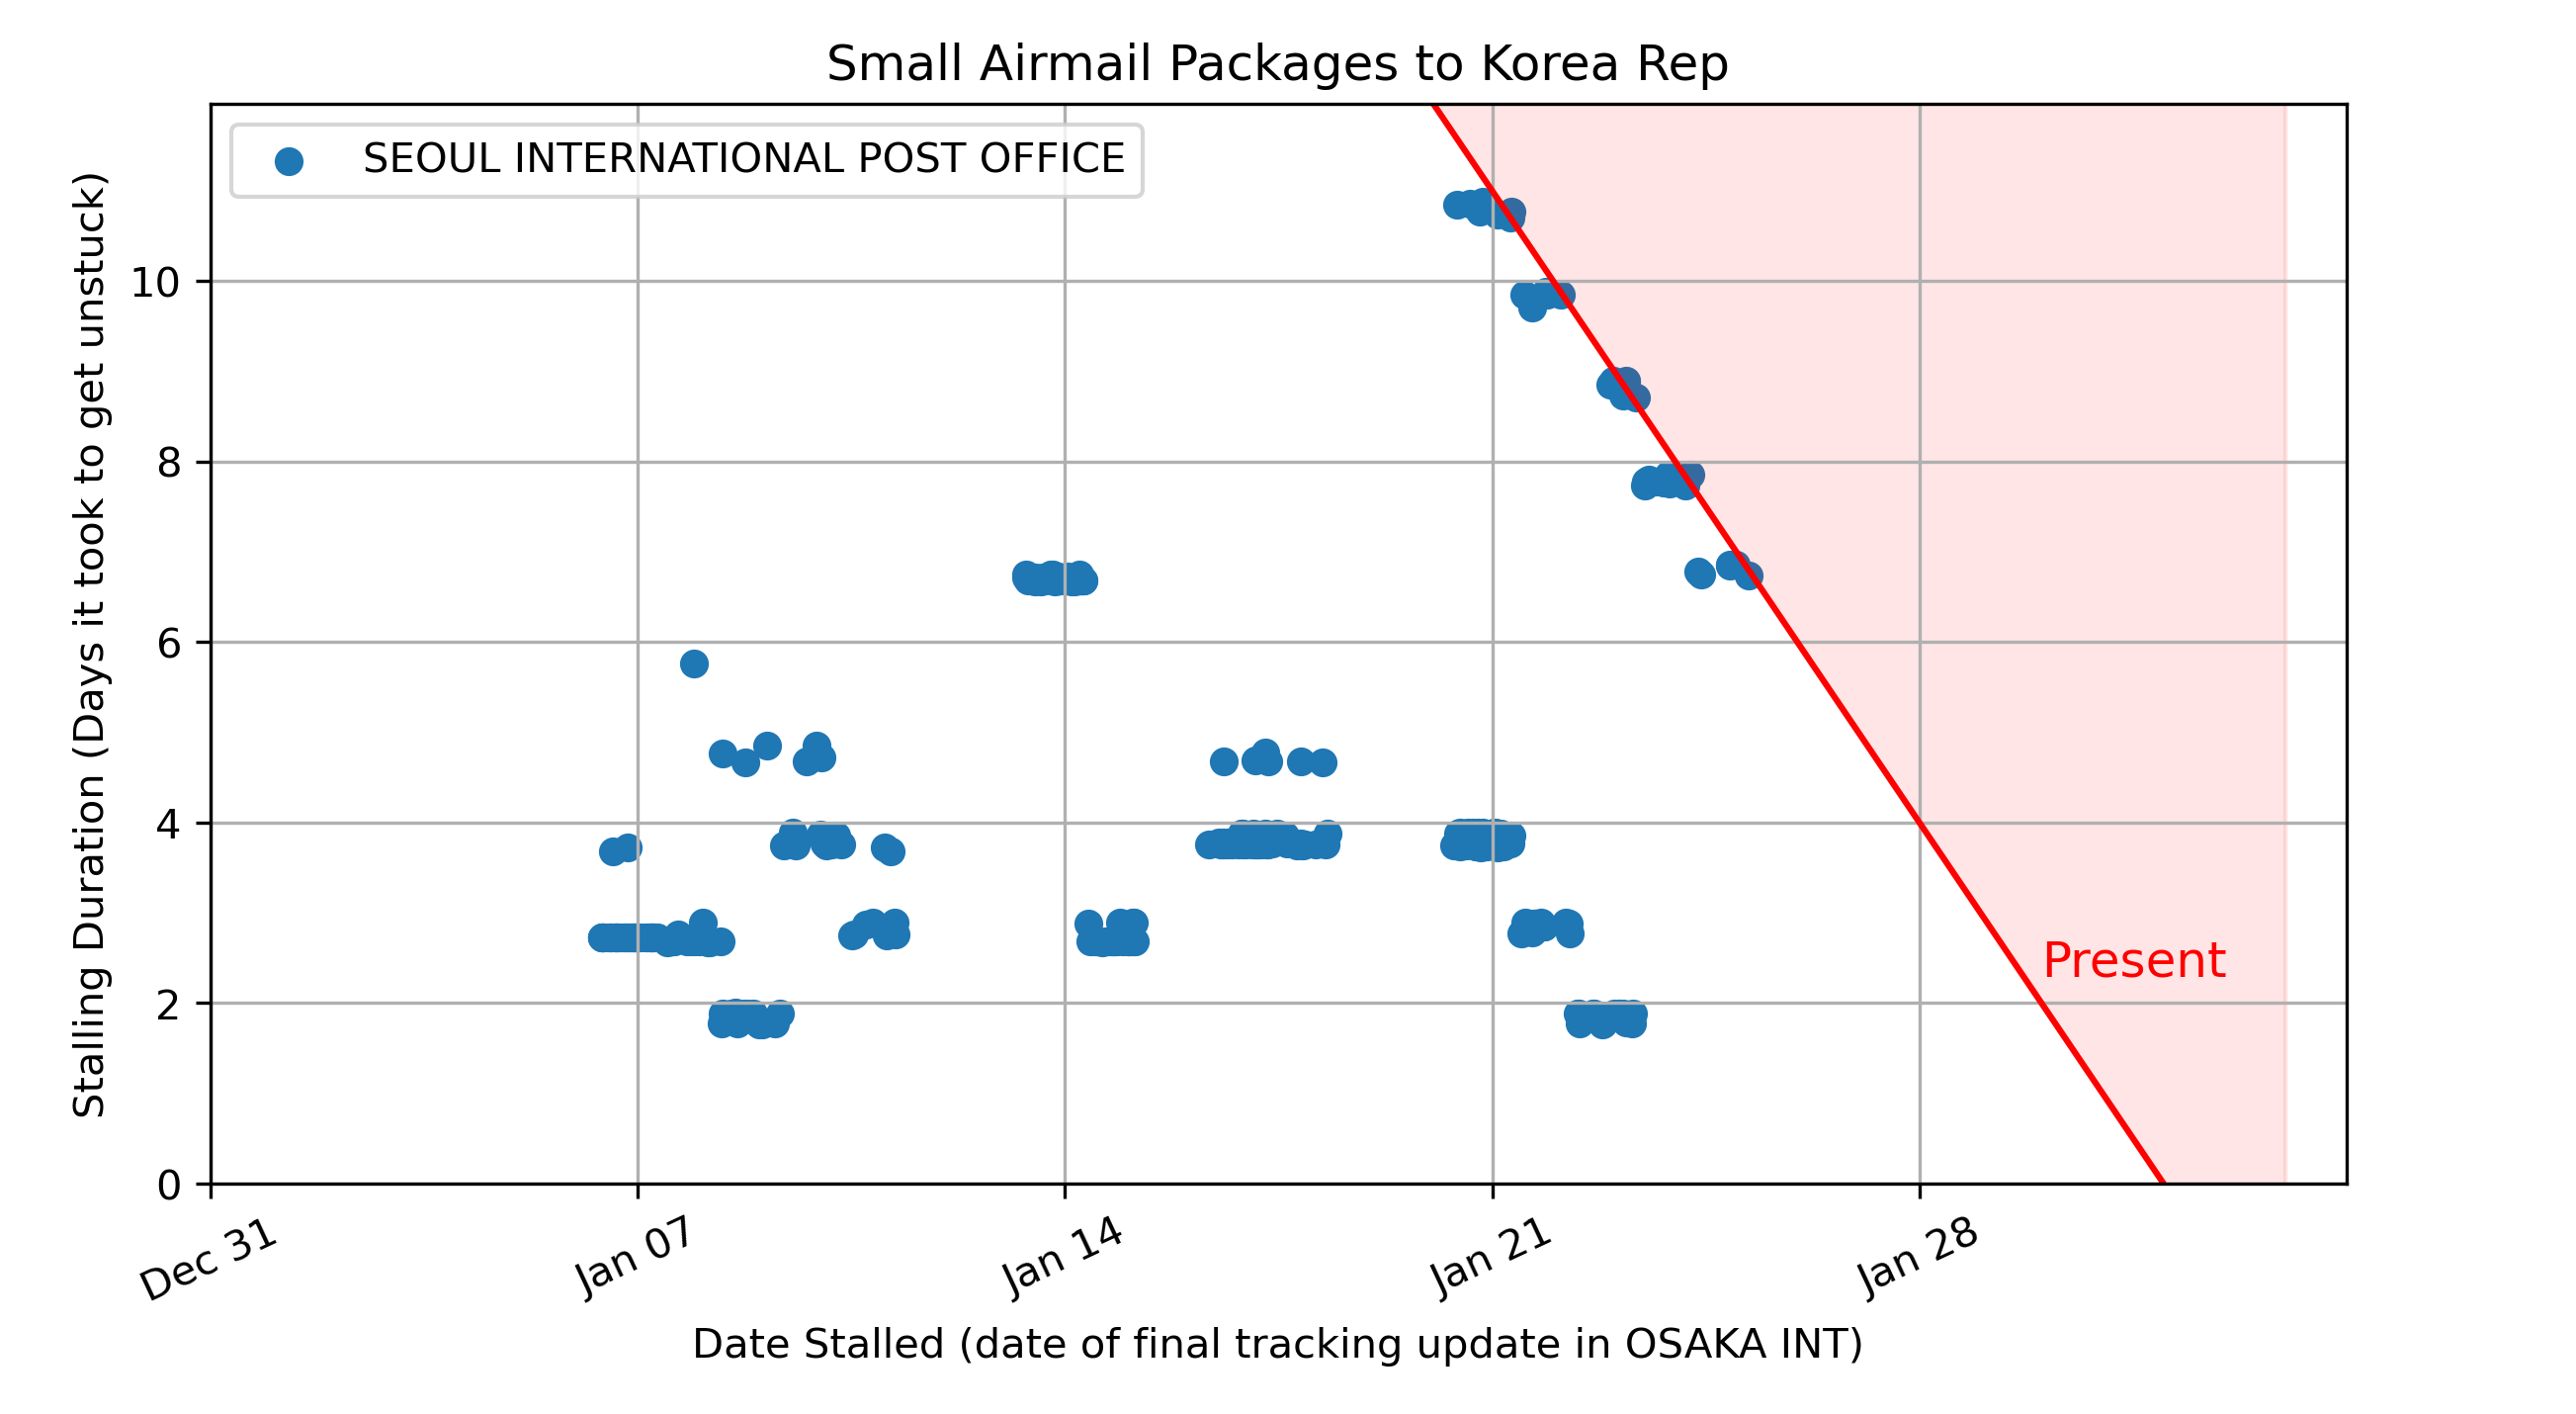 Small Airmail Packages to Korea Rep
SEOUL INTERNATIONAL POST OFFICE
Stalling Duration (Days it took to get unstuck)
10
8
6
4
2
0
Present
Dec 31
Jan 07
Jan 14
Jan 21
Jan 28
Date Stalled (date of final tracking update in OSAKA INT)